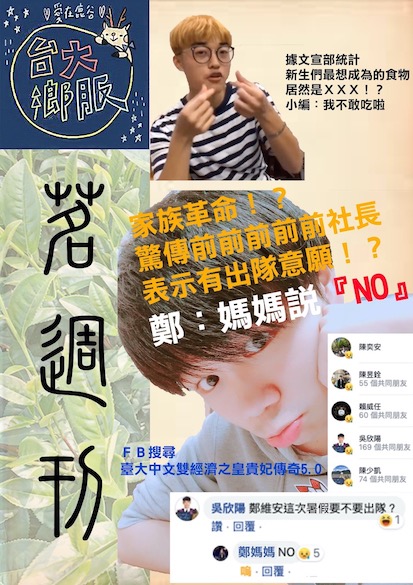 愛在鹿谷
台大
鄉服
據文宣部統計
新生們最想成為的食物
居然是ＸＸＸ！？
小編：我不敢吃啦
茗週刊
家族革命！？
驚傳前前前前前社長
表示有出隊意願！？
鄭：媽媽說『NO』
陳奕安
陳昱銓
55 個共同朋友
賴威任
60 個共同朋友
吳欣陽
169 個共同朋友
陳少凱
74 個共同朋友
ＦＢ搜尋
臺大中文雙經濟之皇貴妃傳奇5.0
吳欣陽 鄭維安這次暑假要不要出隊？
讚．回覆．
1
鄭媽媽 NO
5
嗚．回覆．